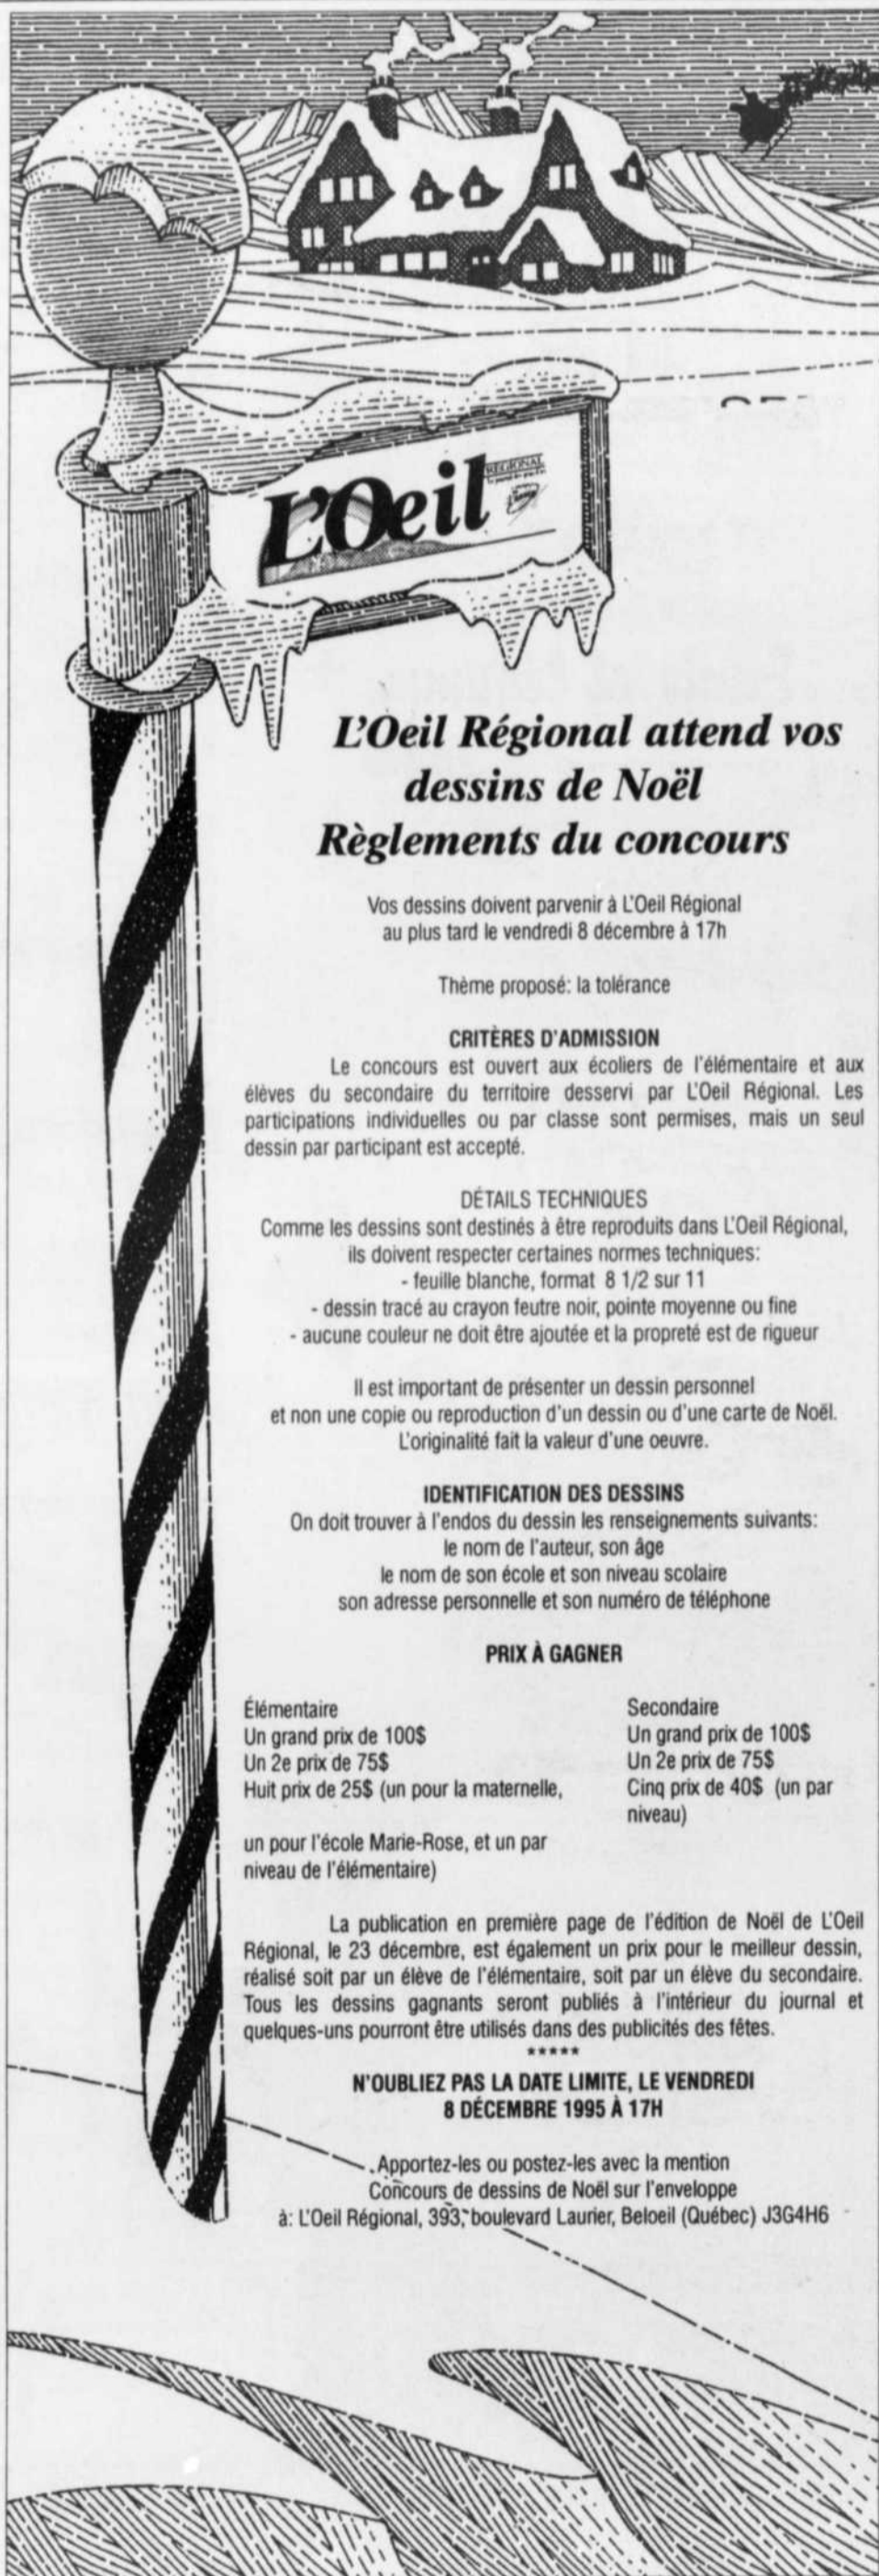 L'Oeil
RÉGIONAL
L'Oeil Régional attend vos
dessins de Noël
Règlements du concours
Vos dessins doivent parvenir à L'Oeil Régional
au plus tard le vendredi 8 décembre à 17h
Thème proposé: la tolérance
CRITÈRES D'ADMISSION
Le concours est ouvert aux écoliers de l'élémentaire et aux
élèves du secondaire du territoire desservi par L'Oeil Régional. Les
participations individuelles ou par classe sont permises, mais un seul
dessin par participant est accepté.
DÉTAILS TECHNIQUES
Comme les dessins sont destinés à être reproduits dans L'Oeil Régional,
ils doivent respecter certaines normes techniques:
- feuille blanche, format 8 1/2 sur 11
- dessin tracé au crayon feutre noir, pointe moyenne ou fine
- aucune couleur ne doit être ajoutée et la propreté est de rigueur
Il est important de présenter un dessin personnel
et non une copie ou reproduction d'un dessin ou d'une carte de Noël.
L'originalité fait la valeur d'une oeuvre.
IDENTIFICATION DES DESSINS
On doit trouver à l'endos du dessin les renseignements suivants:
le nom de l'auteur, son âge
le nom de son école et son niveau scolaire
son adresse personnelle et son numéro de téléphone
PRIX À GAGNER
Élémentaire
Un grand prix de 100$
Un 2e prix de 75$
Huit prix de 25$ (un pour la maternelle,
un pour l'école Marie-Rose, et un par
niveau de l'élémentaire)
Secondaire
Un grand prix de 100$
Un 2e prix de 75$
Cinq prix de 40$ (un par
niveau)
La publication en première page de l'édition de Noël de L'Oeil
Régional, le 23 décembre, est également un prix pour le meilleur dessin,
réalisé soit par un élève de l'élémentaire, soit par un élève du secondaire.
Tous les dessins gagnants seront publiés à l'intérieur du journal et
quelques-uns pourront être utilisés dans des publicités des fêtes.
*****
N'OUBLIEZ PAS LA DATE LIMITE, LE VENDREDI
8 DÉCEMBRE 1995 À 17H
Apportez-les ou postez-les avec la mention
Concours de dessins de Noël sur l'enveloppe
à: L'Oeil Régional, 393, boulevard Laurier, Beloeil (Québec) J3G4H6